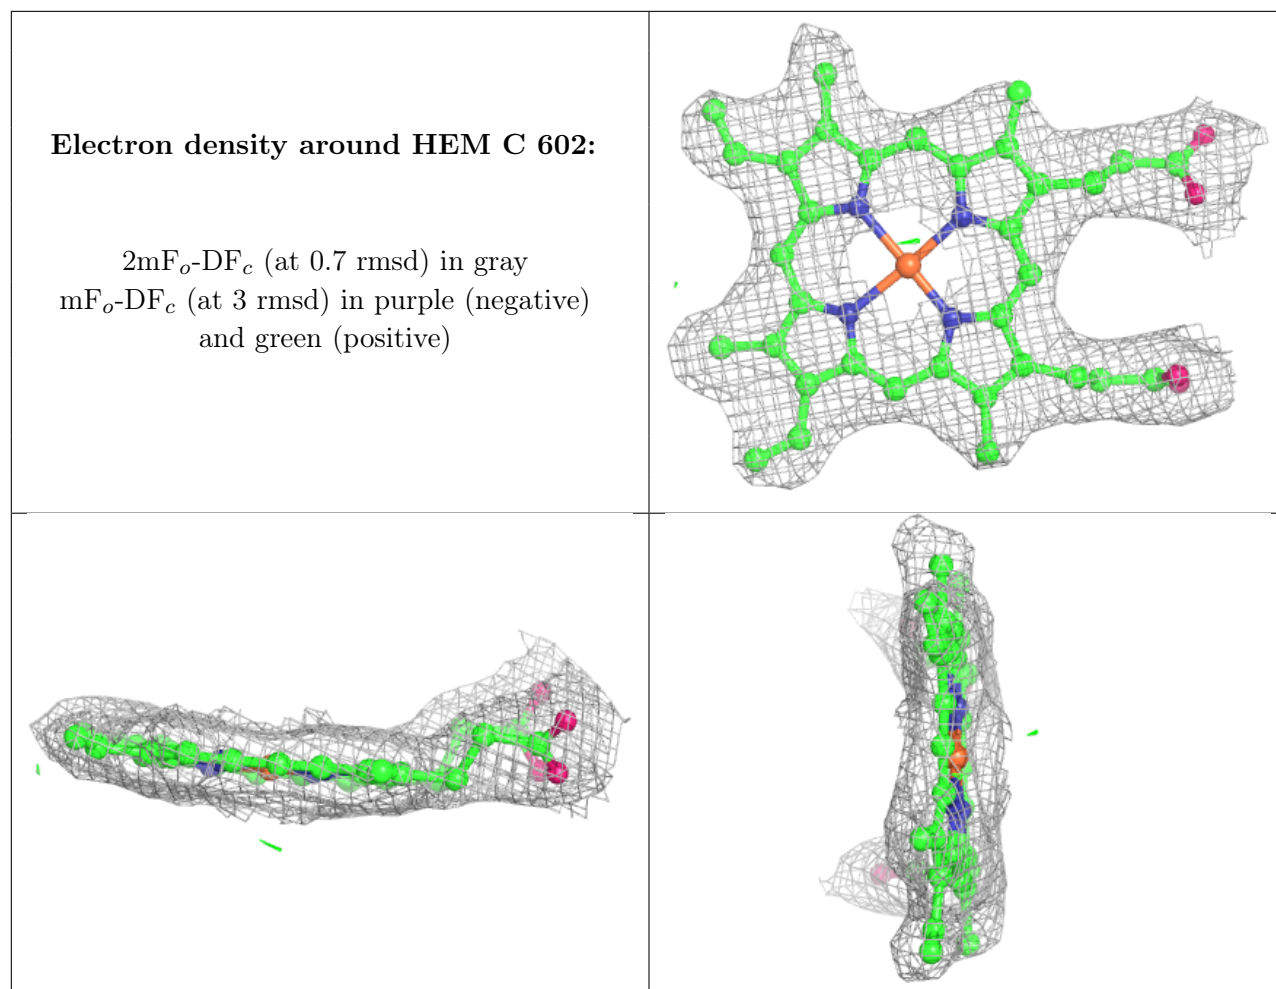 Electron density around HEM C 602:
2mFo-DFc (at 0.7 rmsd) in gray
mFo-DFc (at 3 rmsd) in purple (negative)
and green (positive)